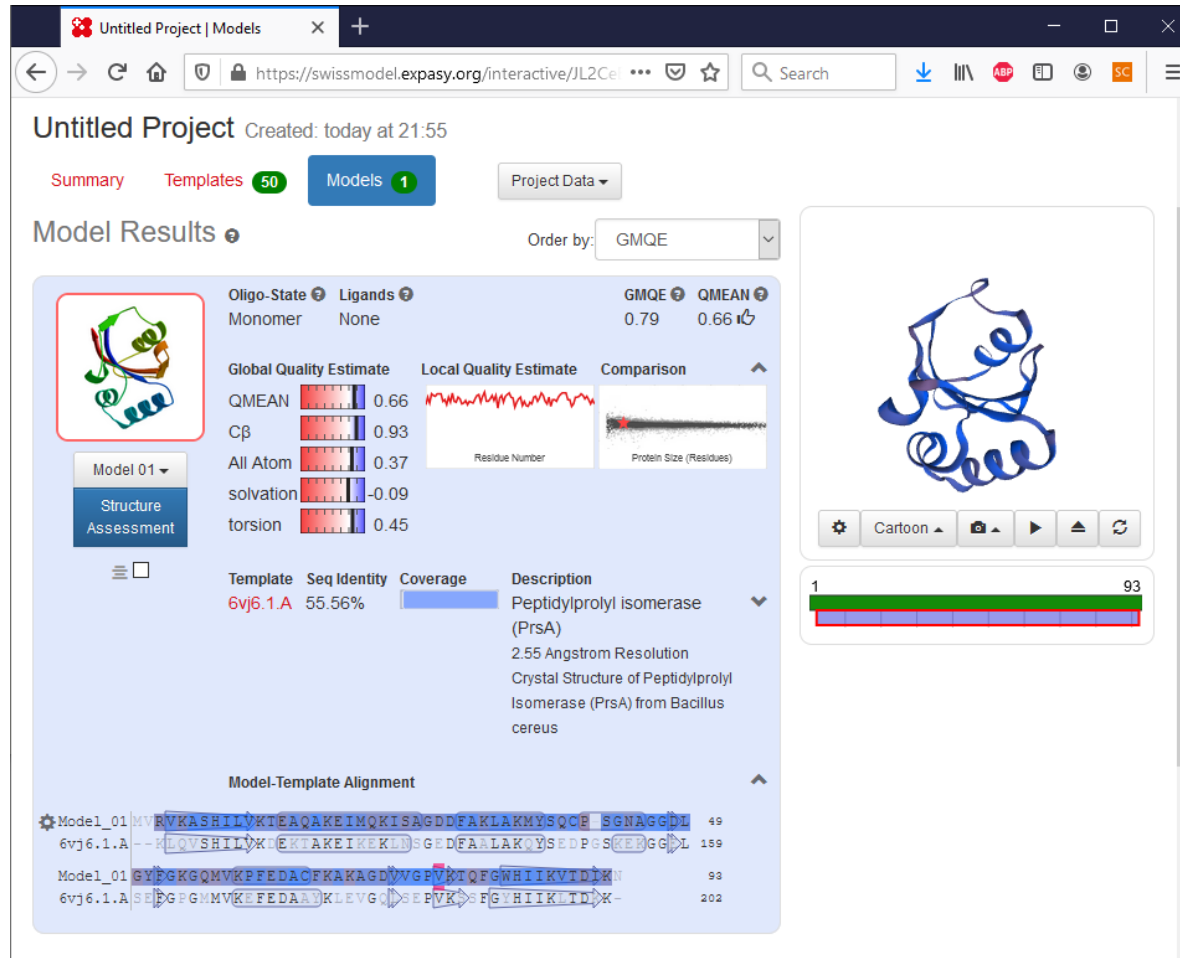 Untitled Project | Models
https://swissmodel.expasy.org/interactive/JL2Ce
Search
ABP
SC
Untitled Project Created: today at 21:55
Summary Templates 50 Models 1 Project Data
Model Results
Order by: GMQE
Oligo-State Ligands GMQE QMEAN
Monomer None 0.79 0.66
Global Quality Estimate Local Quality Estimate Comparison
QMEAN 0.66
Cβ 0.93
All Atom 0.37
solvation -0.09
torsion 0.45
Residue Number
Protein Size (Residues)
Model 01
Structure
Assessment
Template Seq Identity Coverage Description
6vj6.1.A 55.56% Peptidylprolyl isomerase
(PrsA)
2.55 Angstrom Resolution
Crystal Structure of Peptidylprolyl
Isomerase (PrsA) from Bacillus
cereus
Cartoon
1 93
Model-Template Alignment
Model_01 MVRVKASHILVKTEAQAKEIMQKISAGDDFAKLAKMYSQCP-SGNAGGDL 49
6vj6.1.A --KLQVSHILVKDEKTAKEIKEKLNSGEDFAALAKQYSEDPGSKEKGGDL 159
Model_01 GYFGKGQMVKPFEDACFKAKAGDVVGPVKTQFGWHIIKVTDIKN 93
6vj6.1.A SEFGPGMMVKEFEDAAYKLEVGQLSEPVKSSFGYHIIKLTDKK- 202